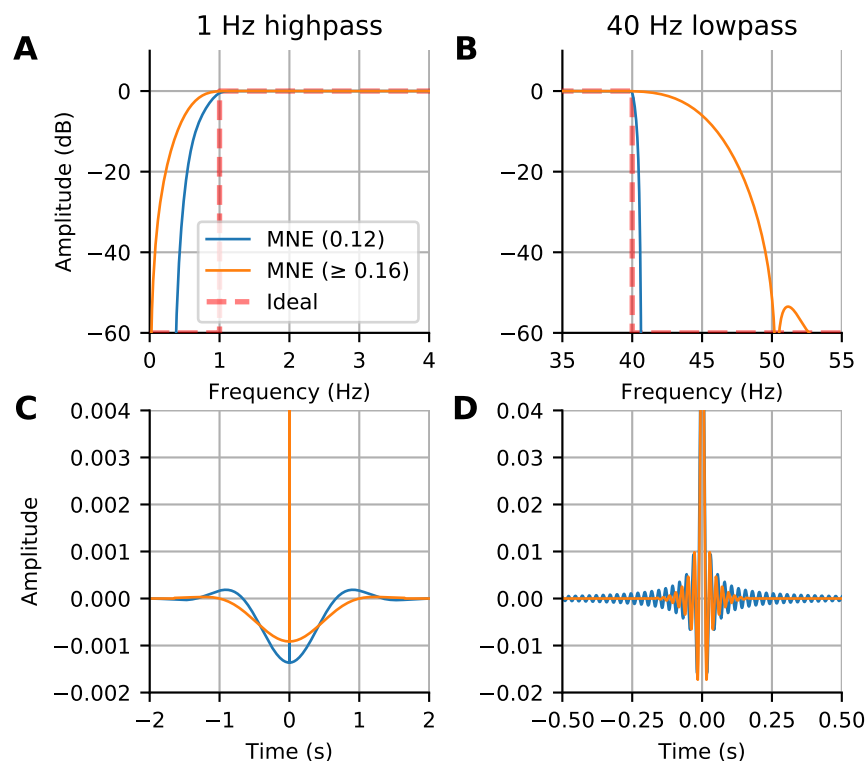 1 Hz highpass
40 Hz lowpass
A
B
Amplitude (dB)
0
−20
−40
−60
MNE (0.12)
MNE (≥ 0.16)
Ideal
0 1 2 3 4
Frequency (Hz)
0
−20
−40
−60
35 40 45 50 55
Frequency (Hz)
C
D
Amplitude
0.004
0.003
0.002
0.001
0.000
−0.001
−0.002
−2 −1 0 1 2
Time (s)
0.04
0.03
0.02
0.01
0.00
−0.01
−0.02
−0.50 −0.25 0.00 0.25 0.50
Time (s)